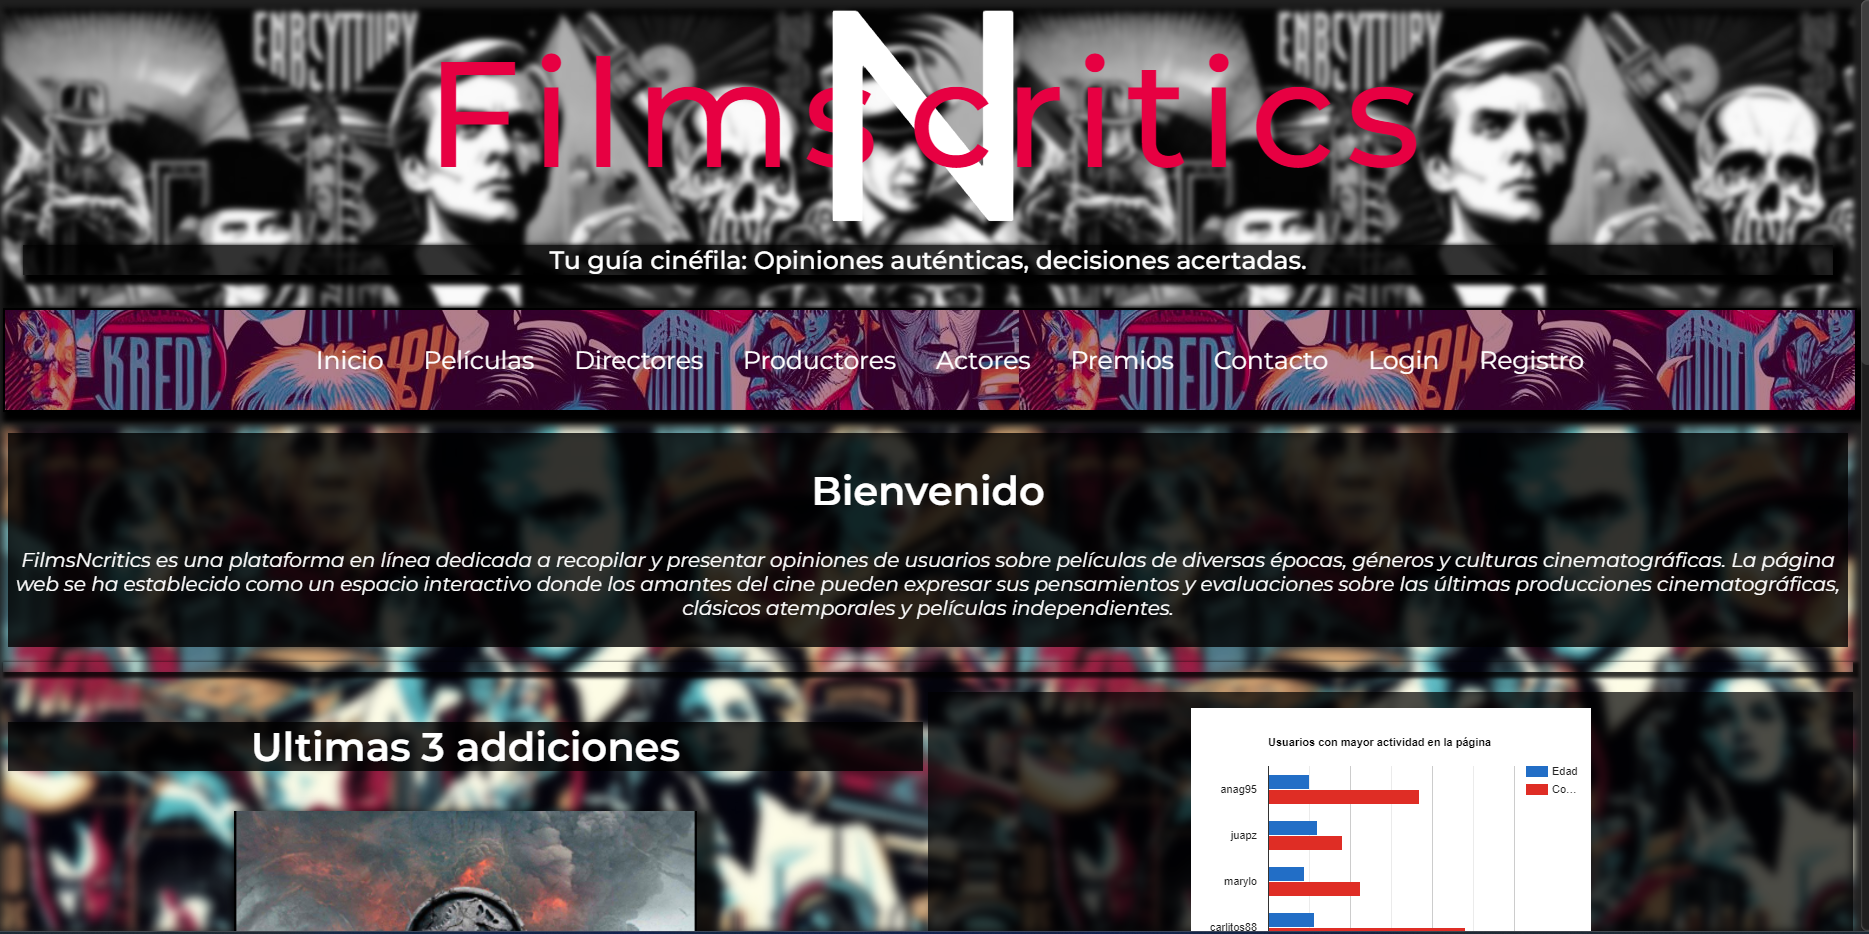 FilmsNcritics
Tu guía cinéfila: Opiniones auténticas, decisiones acertadas.
Inicio Películas Directores Productores Actores Premios Contacto Login Registro
Bienvenido
FilmsNcritics es una plataforma en línea dedicada a recopilar y presentar opiniones de usuarios sobre películas de diversas épocas, géneros y culturas cinematográficas. La página
web se ha establecido como un espacio interactivo donde los amantes del cine pueden expresar sus pensamientos y evaluaciones sobre las últimas producciones cinematográficas,
clásicos atemporales y películas independientes.
Ultimas 3 addiciones
Usuarios con mayor actividad en la página
Edad
Co...
anag95
juapz
marylo
carlitos88